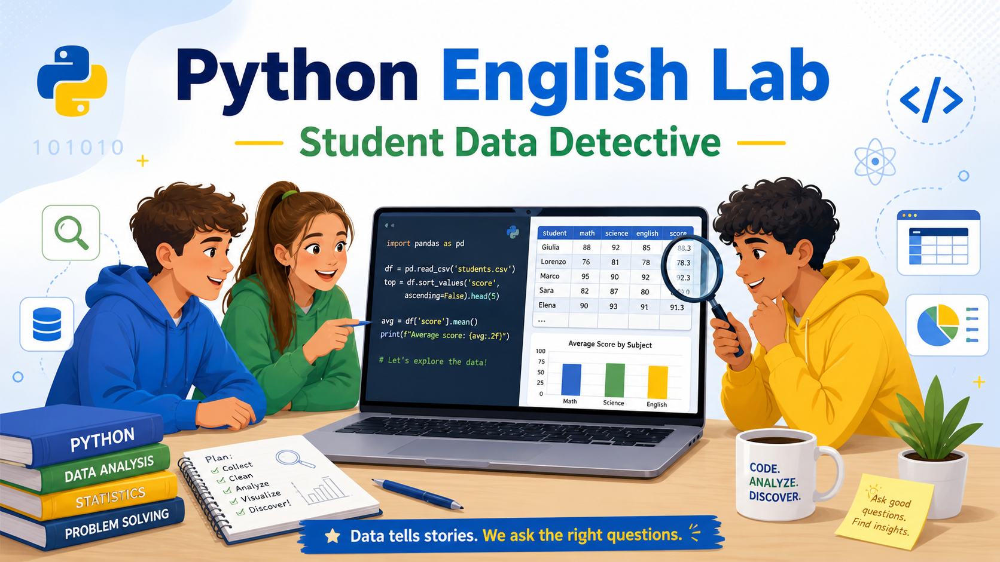 Python English Lab
Student Data Detective
101010
</>
import pandas as pd
df = pd.read_csv('students.csv')
top = df.sort_values('score',
ascending=False).head(5)
avg = df['score'].mean()
print(f"Average score: {avg:.2f}")
# Let's explore the data!
student math science english score
Giulia 88 92 85 88.3
Lorenzo 76 81 78 78.3
Marco 95 90 92 92.3
Sara 82 87 80
Elena 90 93 91 91.3
...
Average Score by Subject
100
75
50
25
0
Math Science English
PYTHON
DATA ANALYSIS
STATISTICS
PROBLEM SOLVING
Plan:
Collect
Clean
Analyze
Visualize
Discover!
CODE.
ANALYZE.
DISCOVER.
Ask good
questions.
Find insights.
Data tells stories. We ask the right questions.